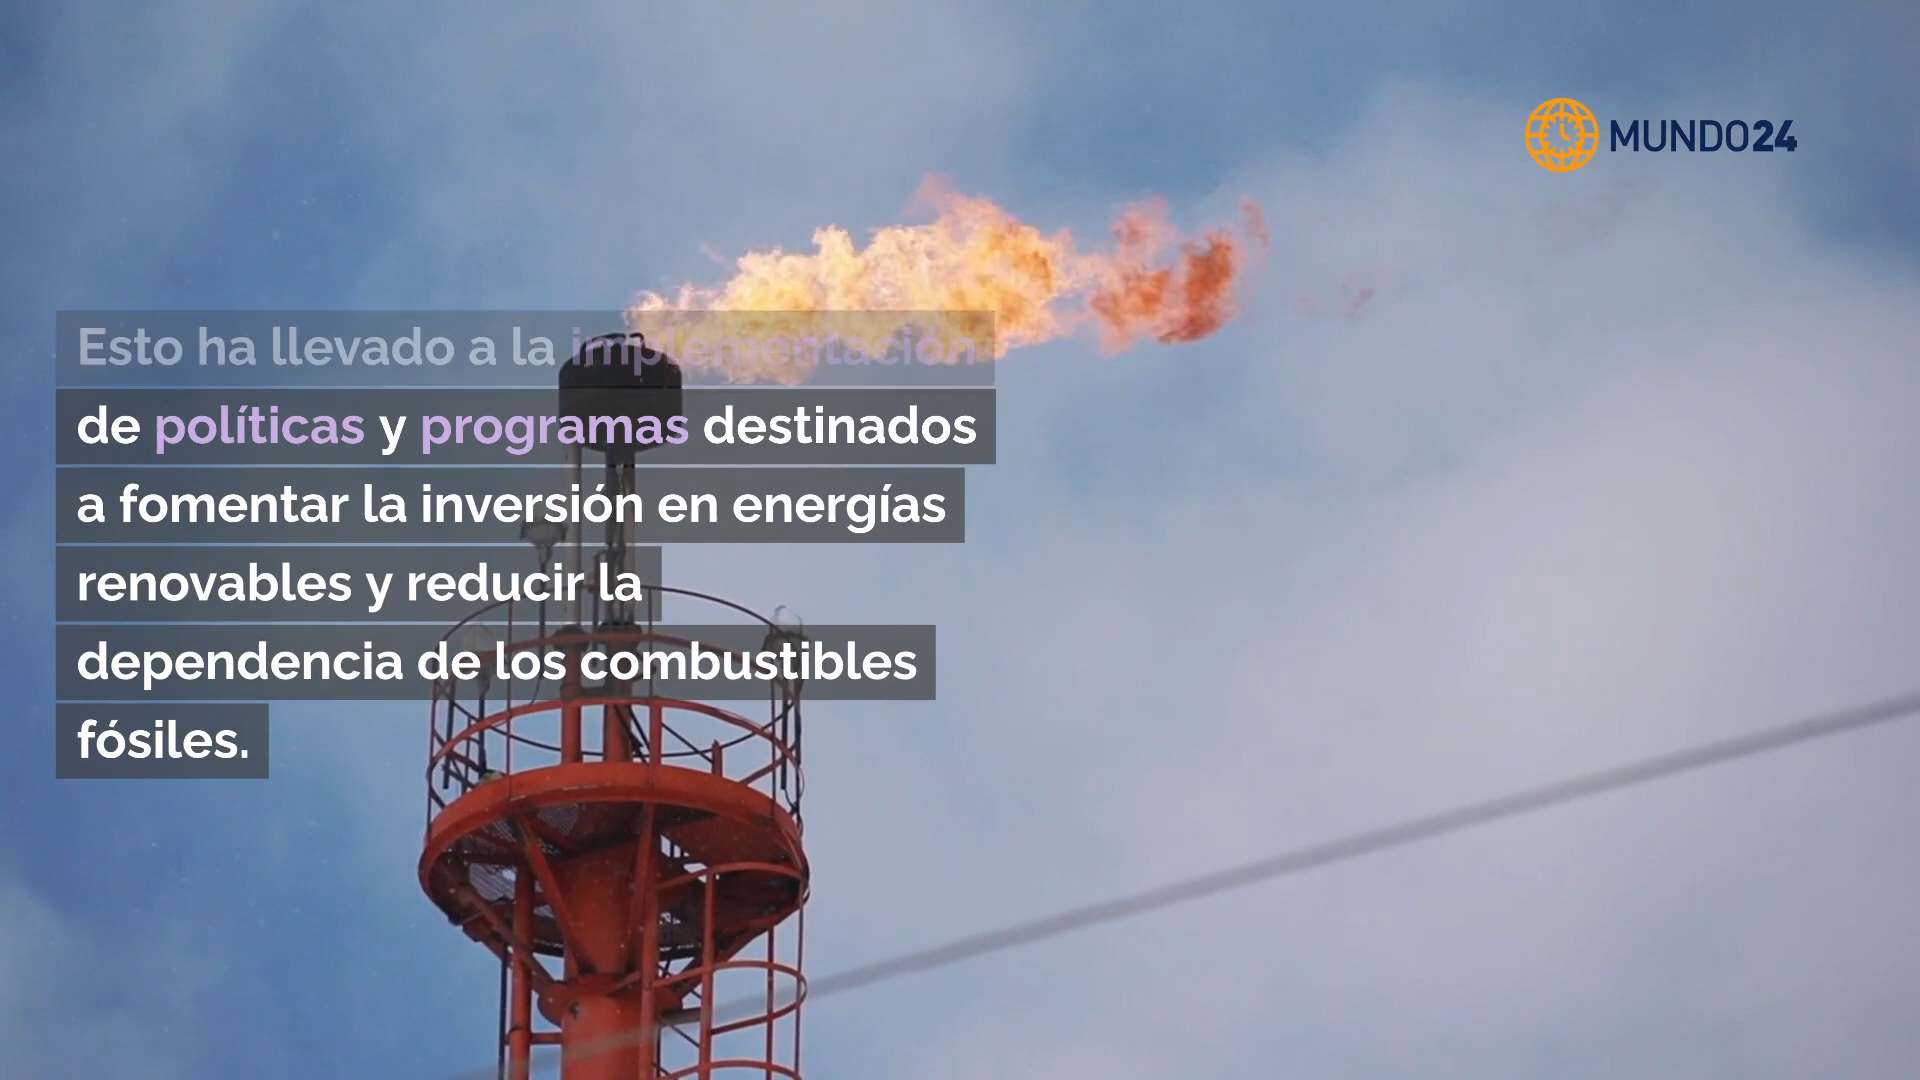 MUNDO24
Esto ha llevado a la implementación
de políticas y programas destinados
a fomentar la inversión en energías
renovables y reducir la
dependencia de los combustibles
fósiles.